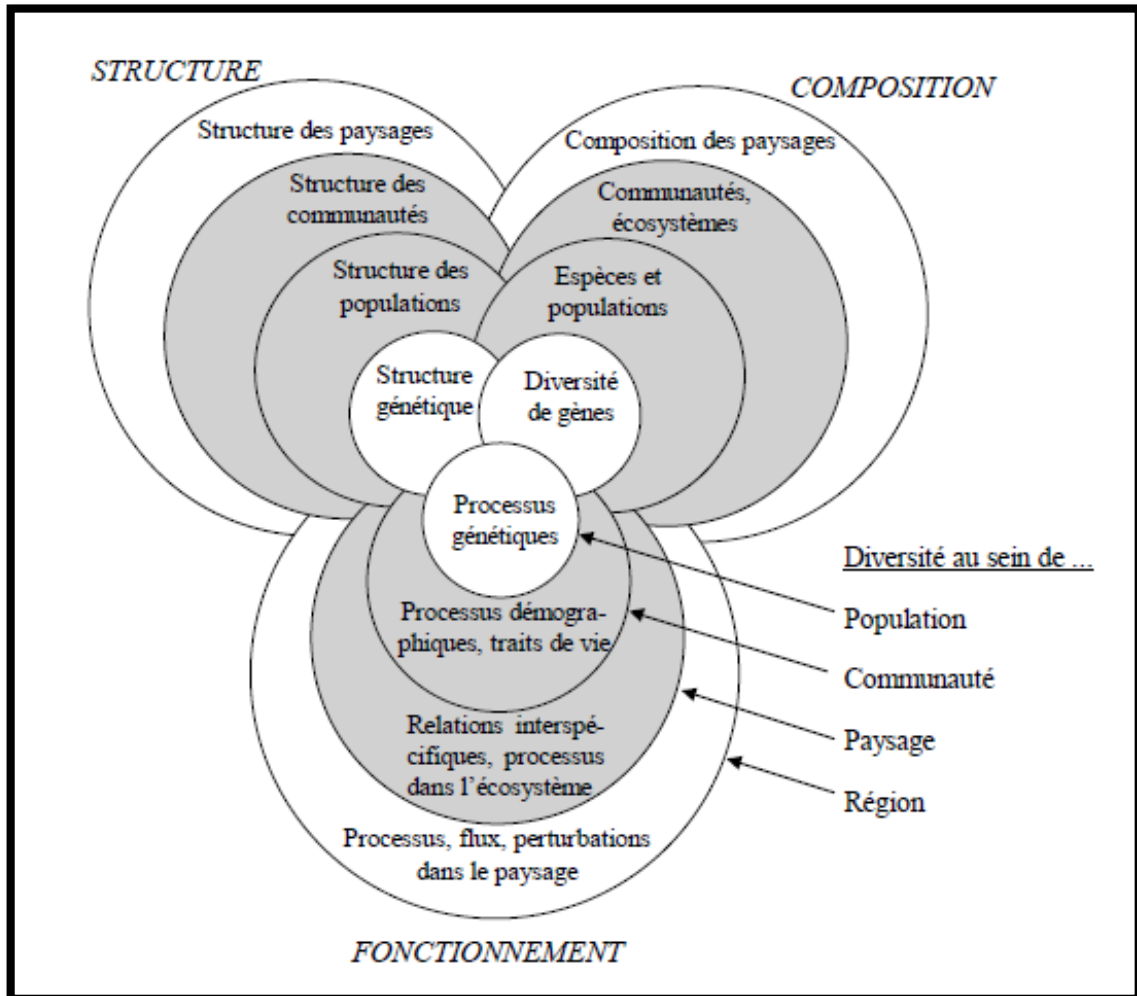 STRUCTURE
COMPOSITION
Structure des paysages
Composition des paysages
Structure des
communautés
Communautés,
écosystèmes
Structure des
populations
Espèces et
populations
Structure
génétique
Diversité
de gènes
Processus
génétiques
Diversité au sein de ...
Population
Processus démogra-
phiques, traits de vie
Communauté
Relations interspé-
cifiques, processus
dans l'écosystème
Paysage
Région
Processus, flux, perturbations
dans le paysage
FONCTIONNEMENT